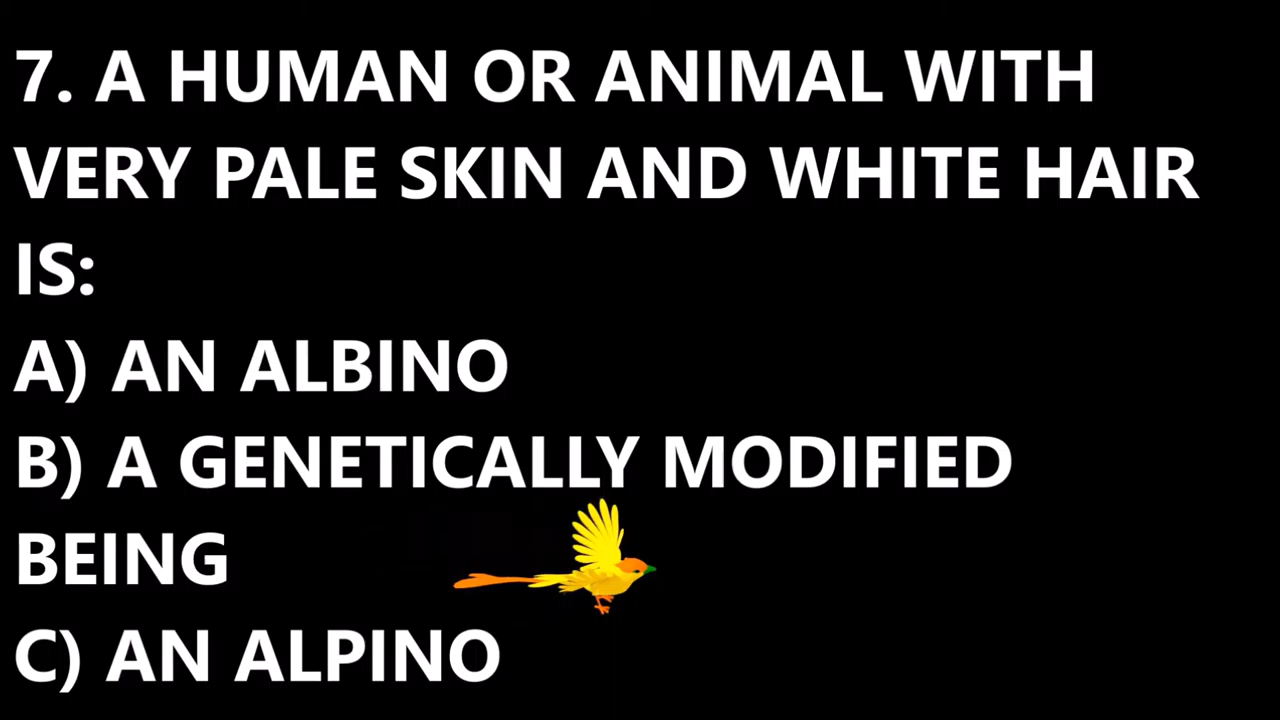 7. A HUMAN OR ANIMAL WITH
VERY PALE SKIN AND WHITE HAIR
IS:
A) AN ALBINO
B) A GENETICALLY MODIFIED
BEING
C) AN ALPINO